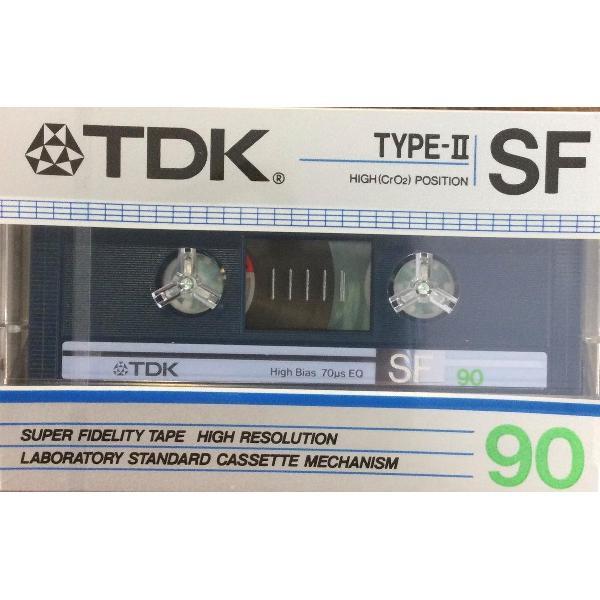 TDK®
TYPE-II
HIGH (CrO2) POSITION
SF
TDK
High Bias 70µs EQ
SF
90
SUPER FIDELITY TAPE HIGH RESOLUTION
LABORATORY STANDARD CASSETTE MECHANISM
90